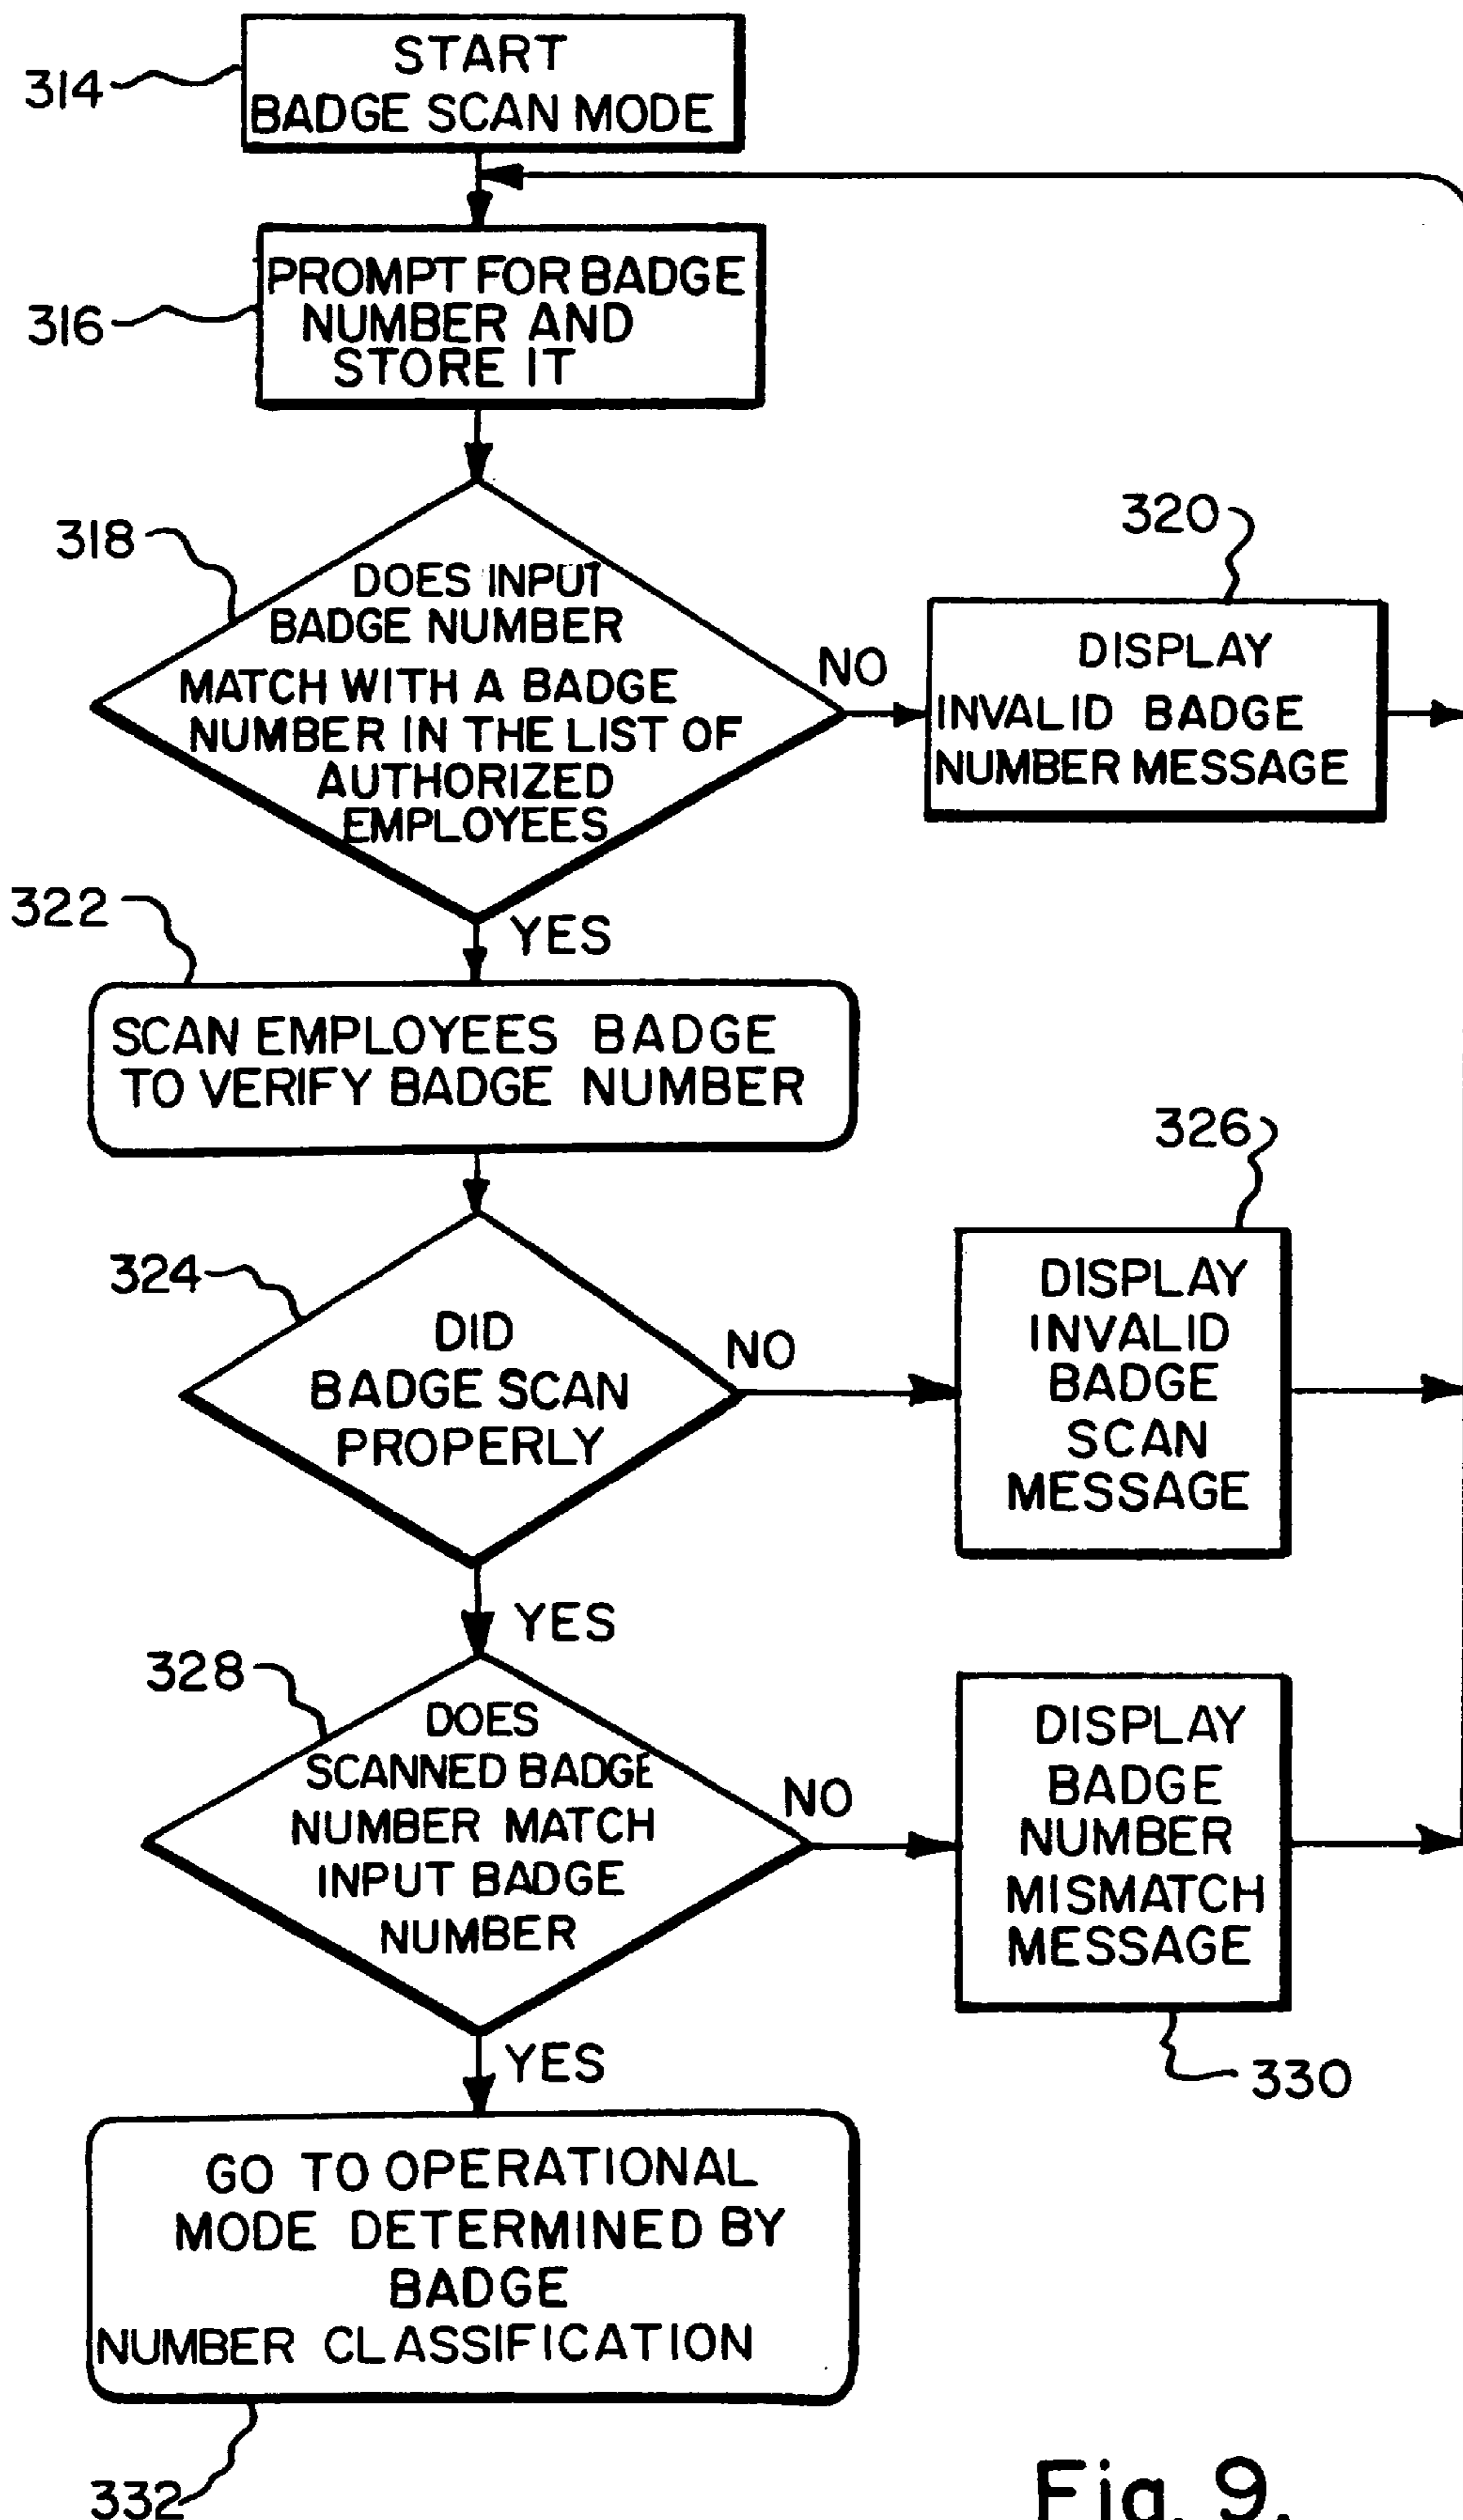 START
BADGE SCAN MODE
314
PROMPT FOR BADGE
NUMBER AND
STORE IT
316
318
DOES INPUT
BADGE NUMBER
MATCH WITH A BADGE
NUMBER IN THE LIST OF
AUTHORIZED
EMPLOYEES
NO
320
DISPLAY
INVALID BADGE
NUMBER MESSAGE
YES
322
SCAN EMPLOYEES BADGE
TO VERIFY BADGE NUMBER
324
DID
BADGE SCAN
PROPERLY
NO
326
DISPLAY
INVALID
BADGE
SCAN
MESSAGE
YES
328
DOES
SCANNED BADGE
NUMBER MATCH
INPUT BADGE
NUMBER
NO
DISPLAY
BADGE
NUMBER
MISMATCH
MESSAGE
330
YES
GO TO OPERATIONAL
MODE DETERMINED BY
BADGE
NUMBER CLASSIFICATION
332
Fig. 9.